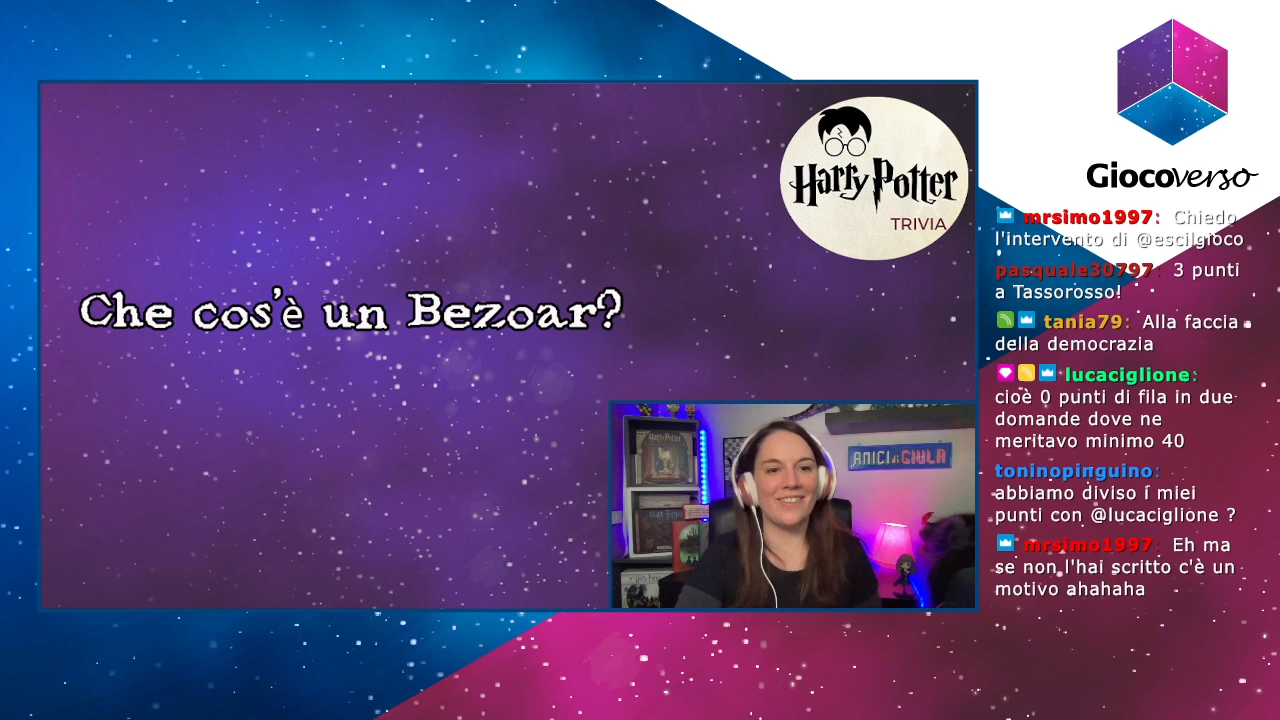 Harry Potter
TRIVIA
Che cos'è un Bezoar?
AMICI di GIULA
Giocoverso
mrsimo1997: Chiedo
l'intervento di @escilgioco
pasquale30797: 3 punti
a Tassorosso!
tania79: Alla faccia
della democrazia
lucaciglione:
cioè 0 punti di fila in due
domande dove ne
meritavo minimo 40
toninopinguino:
abbiamo diviso i miei
punti con @lucaciglione ?
mrsimo1997: Eh ma
se non l'hai scritto c'è un
motivo ahahaha